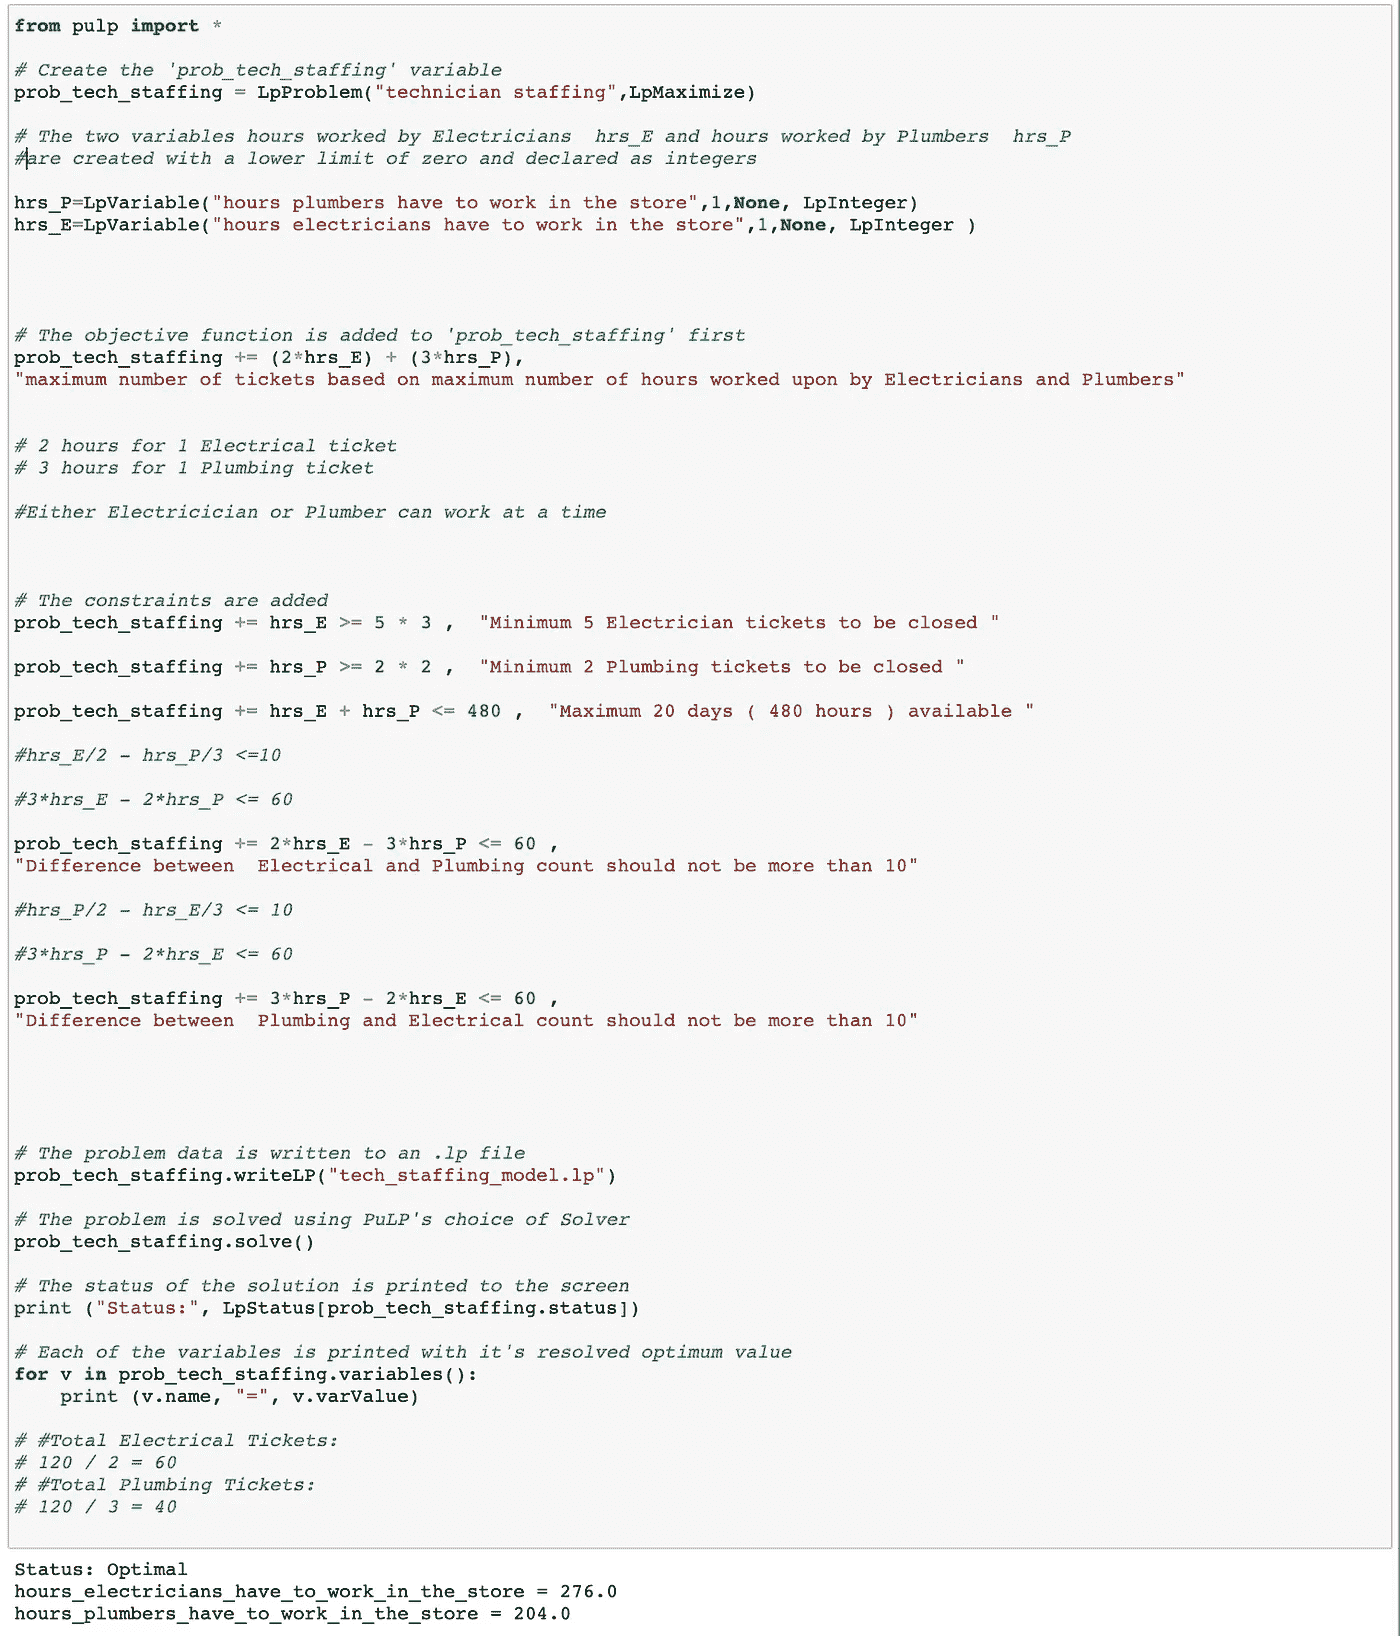 from pulp import *
# Create the 'prob_tech_staffing' variable
prob_tech_staffing = LpProblem("technician staffing",LpMaximize)
# The two variables hours worked by Electricians  hrs_E and hours worked by Plumbers  hrs_P
#are created with a lower limit of zero and declared as integers
hrs_P=LpVariable("hours plumbers have to work in the store",1,None, LpInteger)
hrs_E=LpVariable("hours electricians have to work in the store",1,None, LpInteger )
# The objective function is added to 'prob_tech_staffing' first
prob_tech_staffing += (2*hrs_E) + (3*hrs_P),
"maximum number of tickets based on maximum number of hours worked upon by Electricians and Plumbers"
# 2 hours for 1 Electrical ticket
# 3 hours for 1 Plumbing ticket
#Either Electricician or Plumber can work at a time
# The constraints are added
prob_tech_staffing += hrs_E >= 5 * 3 ,  "Minimum 5 Electrician tickets to be closed "
prob_tech_staffing += hrs_P >= 2 * 2 ,  "Minimum 2 Plumbing tickets to be closed "
prob_tech_staffing += hrs_E + hrs_P <= 480 ,  "Maximum 20 days ( 480 hours ) available "
#hrs_E/2 - hrs_P/3 <=10
#3*hrs_E - 2*hrs_P <= 60
prob_tech_staffing += 2*hrs_E - 3*hrs_P <= 60 ,
"Difference between  Electrical and Plumbing count should not be more than 10"
#hrs_P/2 - hrs_E/3 <= 10
#3*hrs_P - 2*hrs_E <= 60
prob_tech_staffing += 3*hrs_P - 2*hrs_E <= 60 ,
"Difference between  Plumbing and Electrical count should not be more than 10"
# The problem data is written to an .lp file
prob_tech_staffing.writeLP("tech_staffing_model.lp")
# The problem is solved using PuLP's choice of Solver
prob_tech_staffing.solve()
# The status of the solution is printed to the screen
print ("Status:", LpStatus[prob_tech_staffing.status])
# Each of the variables is printed with it's resolved optimum value
for v in prob_tech_staffing.variables():
    print (v.name, "=", v.varValue)
# #Total Electrical Tickets:
# 120 / 2 = 60
# #Total Plumbing Tickets:
# 120 / 3 = 40
Status: Optimal
hours_electricians_have_to_work_in_the_store = 276.0
hours_plumbers_have_to_work_in_the_store = 204.0